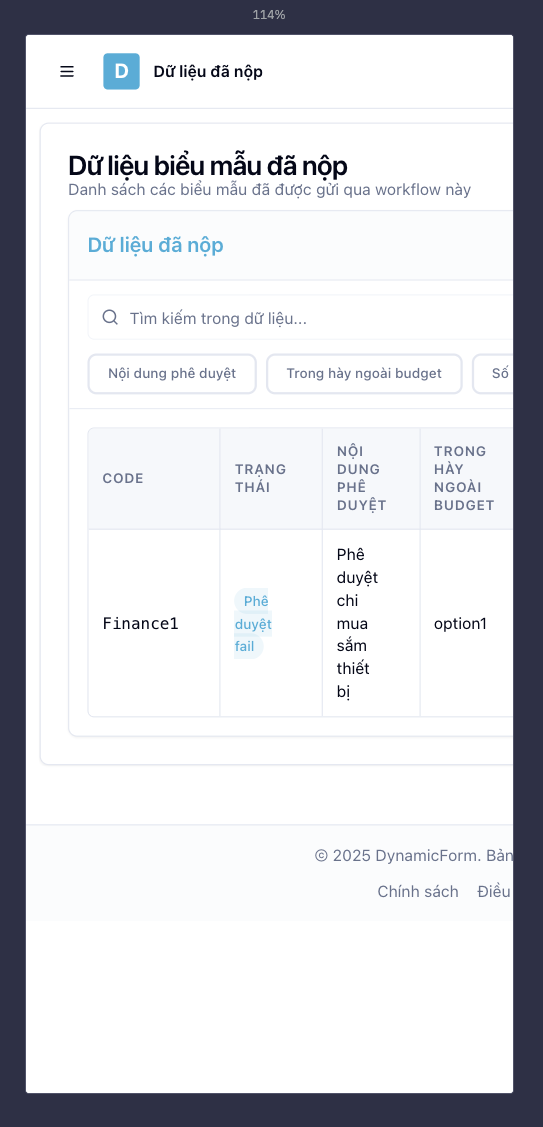 114%
D Dữ liệu đã nộp
Dữ liệu biểu mẫu đã nộp
Danh sách các biểu mẫu đã được gửi qua workflow này
Dữ liệu đã nộp
Tìm kiếm trong dữ liệu...
Nội dung phê duyệt Trong hày ngoài budget Số
CODE
TRẠNG
THÁI
NỘI
DUNG
PHÊ
DUYỆT
TRONG
HÀY
NGOÀI
BUDGET
Finance1
Phê
duyệt
fail
Phê
duyệt
chi
mua
sắm
thiết
bị
option1
© 2025 DynamicForm. Bản
Chính sách Điều